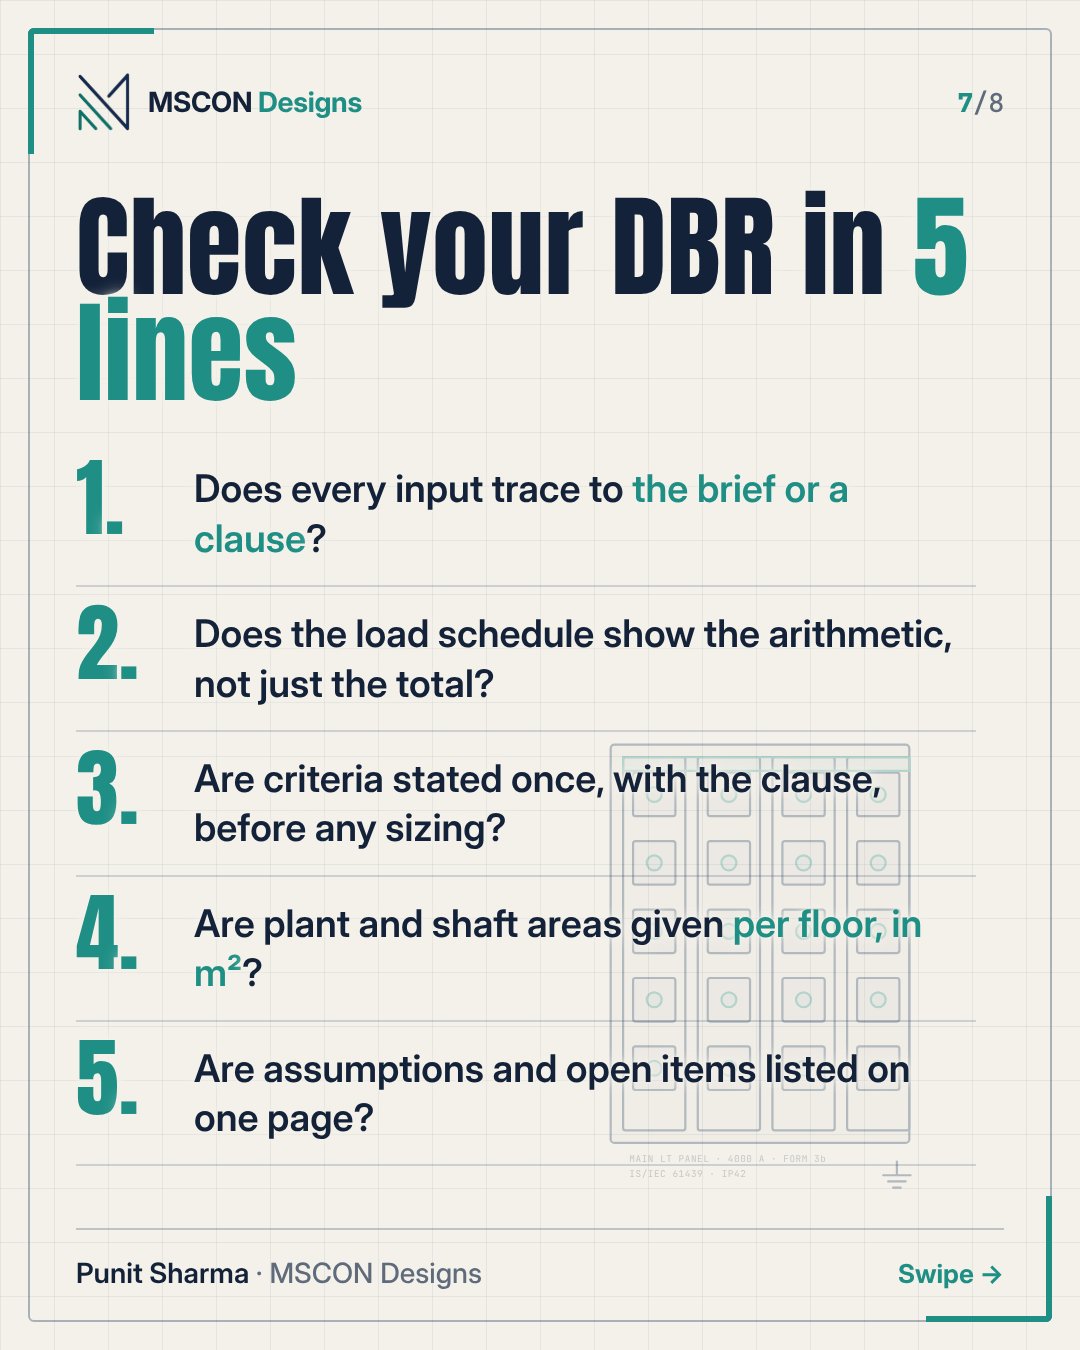 MSCON Designs
7/8
Check your DBR in 5
lines
1.
Does every input trace to the brief or a
clause?
2.
Does the load schedule show the arithmetic,
not just the total?
3.
Are criteria stated once, with the clause,
before any sizing?
4.
Are plant and shaft areas given per floor, in
m²?
5.
Are assumptions and open items listed on
one page?
MAIN LT PANEL · 4000 A · FORM 3b
IS/IEC 61439 · IP42
Punit Sharma · MSCON Designs
Swipe →